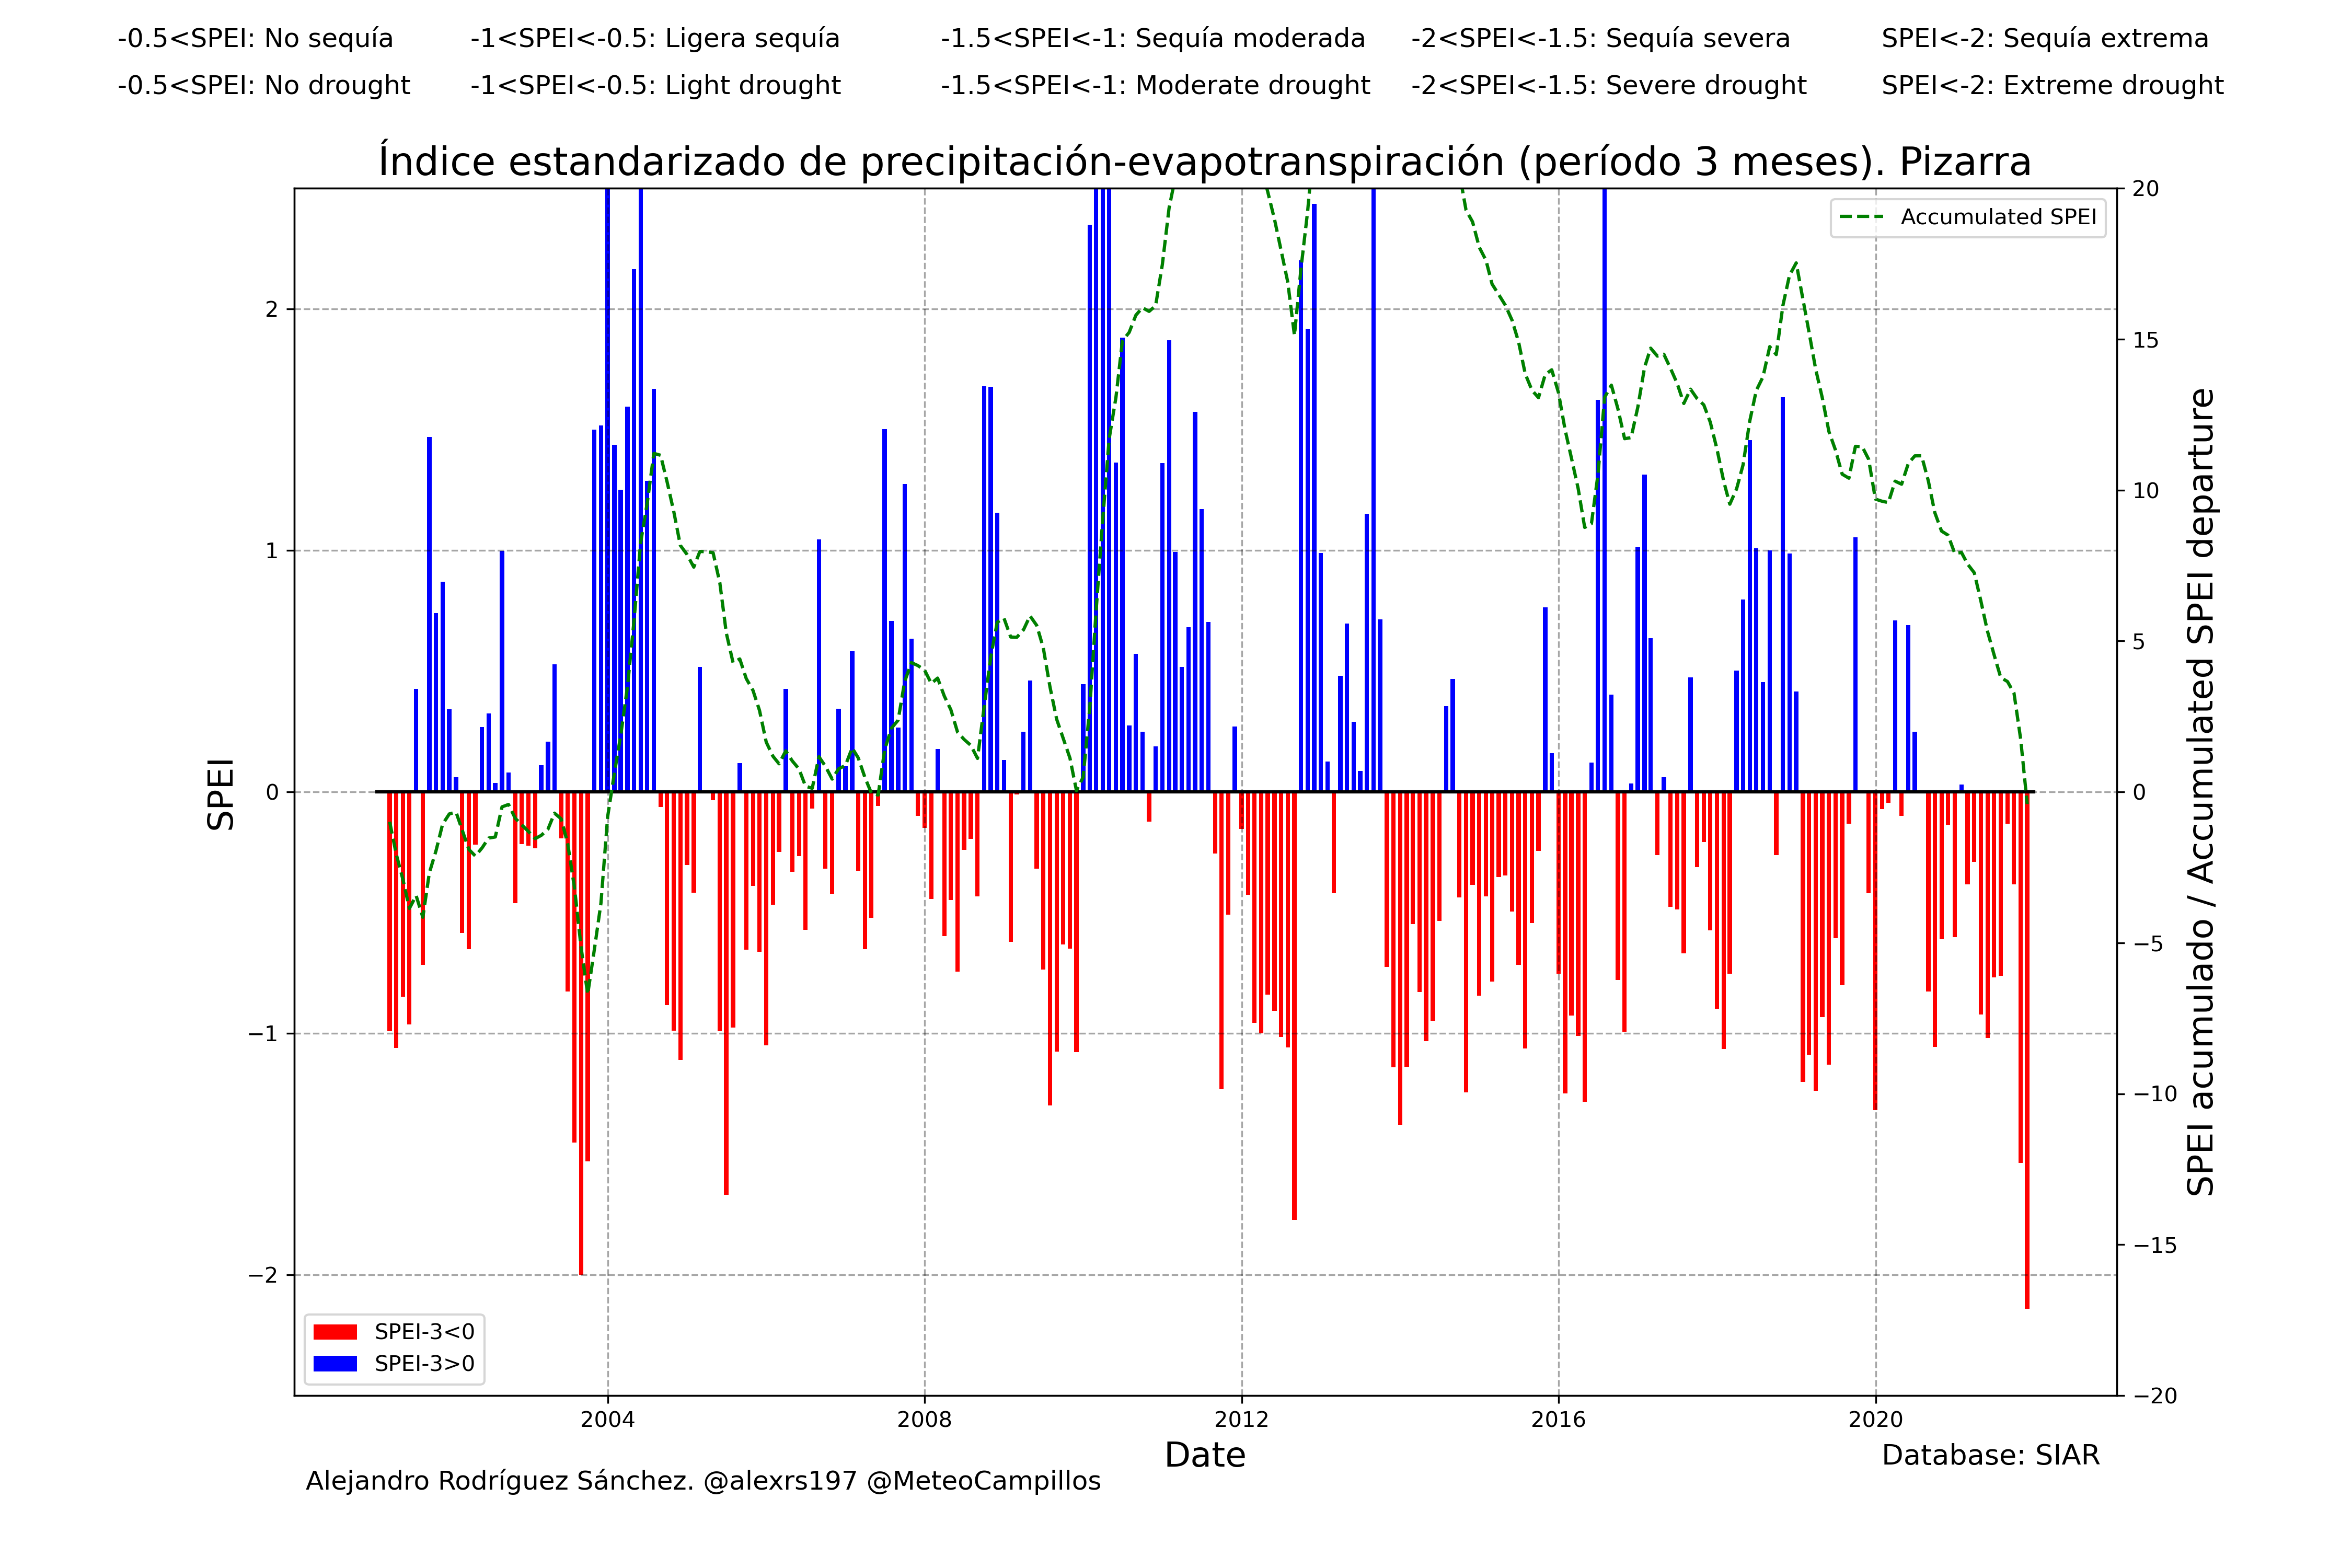 -0.5<SPEI: No sequía -1<SPEI<-0.5: Ligera sequía -1.5<SPEI<-1: Sequía moderada -2<SPEI<-1.5: Sequía severa SPEI<-2: Sequía extrema
-0.5<SPEI: No drought -1<SPEI<-0.5: Light drought -1.5<SPEI<-1: Moderate drought -2<SPEI<-1.5: Severe drought SPEI<-2: Extreme drought
Índice estandarizado de precipitación-evapotranspiración (período 3 meses). Pizarra
Accumulated SPEI
SPEI
2
1
0
−1
−2
20
15
10
5
0
−5
−10
−15
−20
SPEI acumulado / Accumulated SPEI departure
SPEI-3<0
SPEI-3>0
2004 2008 2012 2016 2020
Date
Database: SIAR
Alejandro Rodríguez Sánchez. @alexrs197 @MeteoCampillos